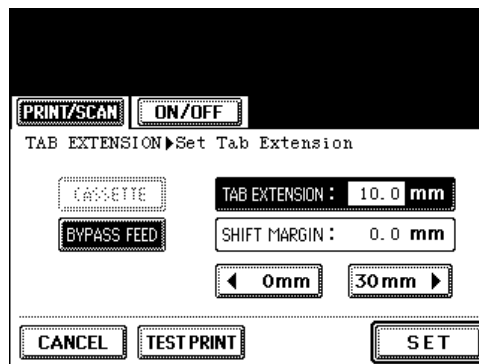 PRINT/SCAN ON/OFF
TAB EXTENSION▶Set Tab Extension
CASSETTE TAB EXTENSION : 10.0 mm
BYPASS FEED SHIFT MARGIN : 0.0 mm
◀ 0mm 30mm ▶
CANCEL TEST PRINT SET